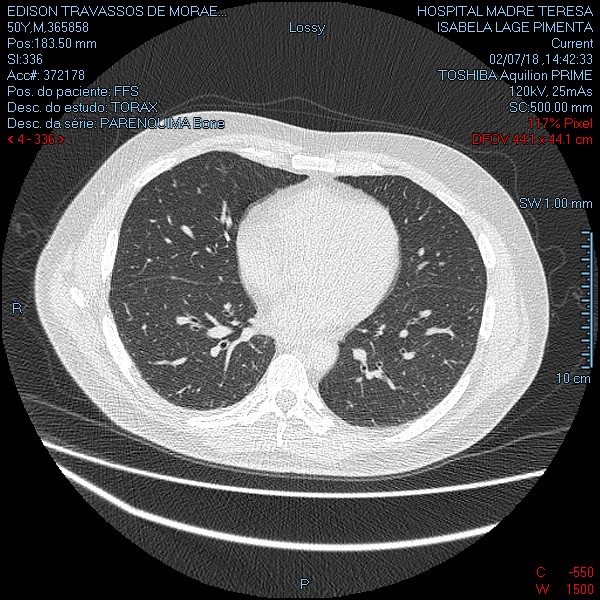 EDISON TRAVASSOS DE MORAE...
50Y,M,365858
Pos:183.50 mm
SI:336
Acc#: 372178
Pos. do paciente: FFS
Desc. do estudo: TORAX
Desc. da série: PARENQUIMA Bone
< 4 - 336 >
Lossy
HOSPITAL MADRE TERESA
ISABELA LAGE PIMENTA
Current
02/07/18 ,14:42:33
TOSHIBA Aquilion PRIME
120kV, 25mAs
SC:500.00 mm
117% Pixel
DFOV 44.1 x 44.1 cm
SW:1.00 mm
R
10 cm
P
C -550
W 1500